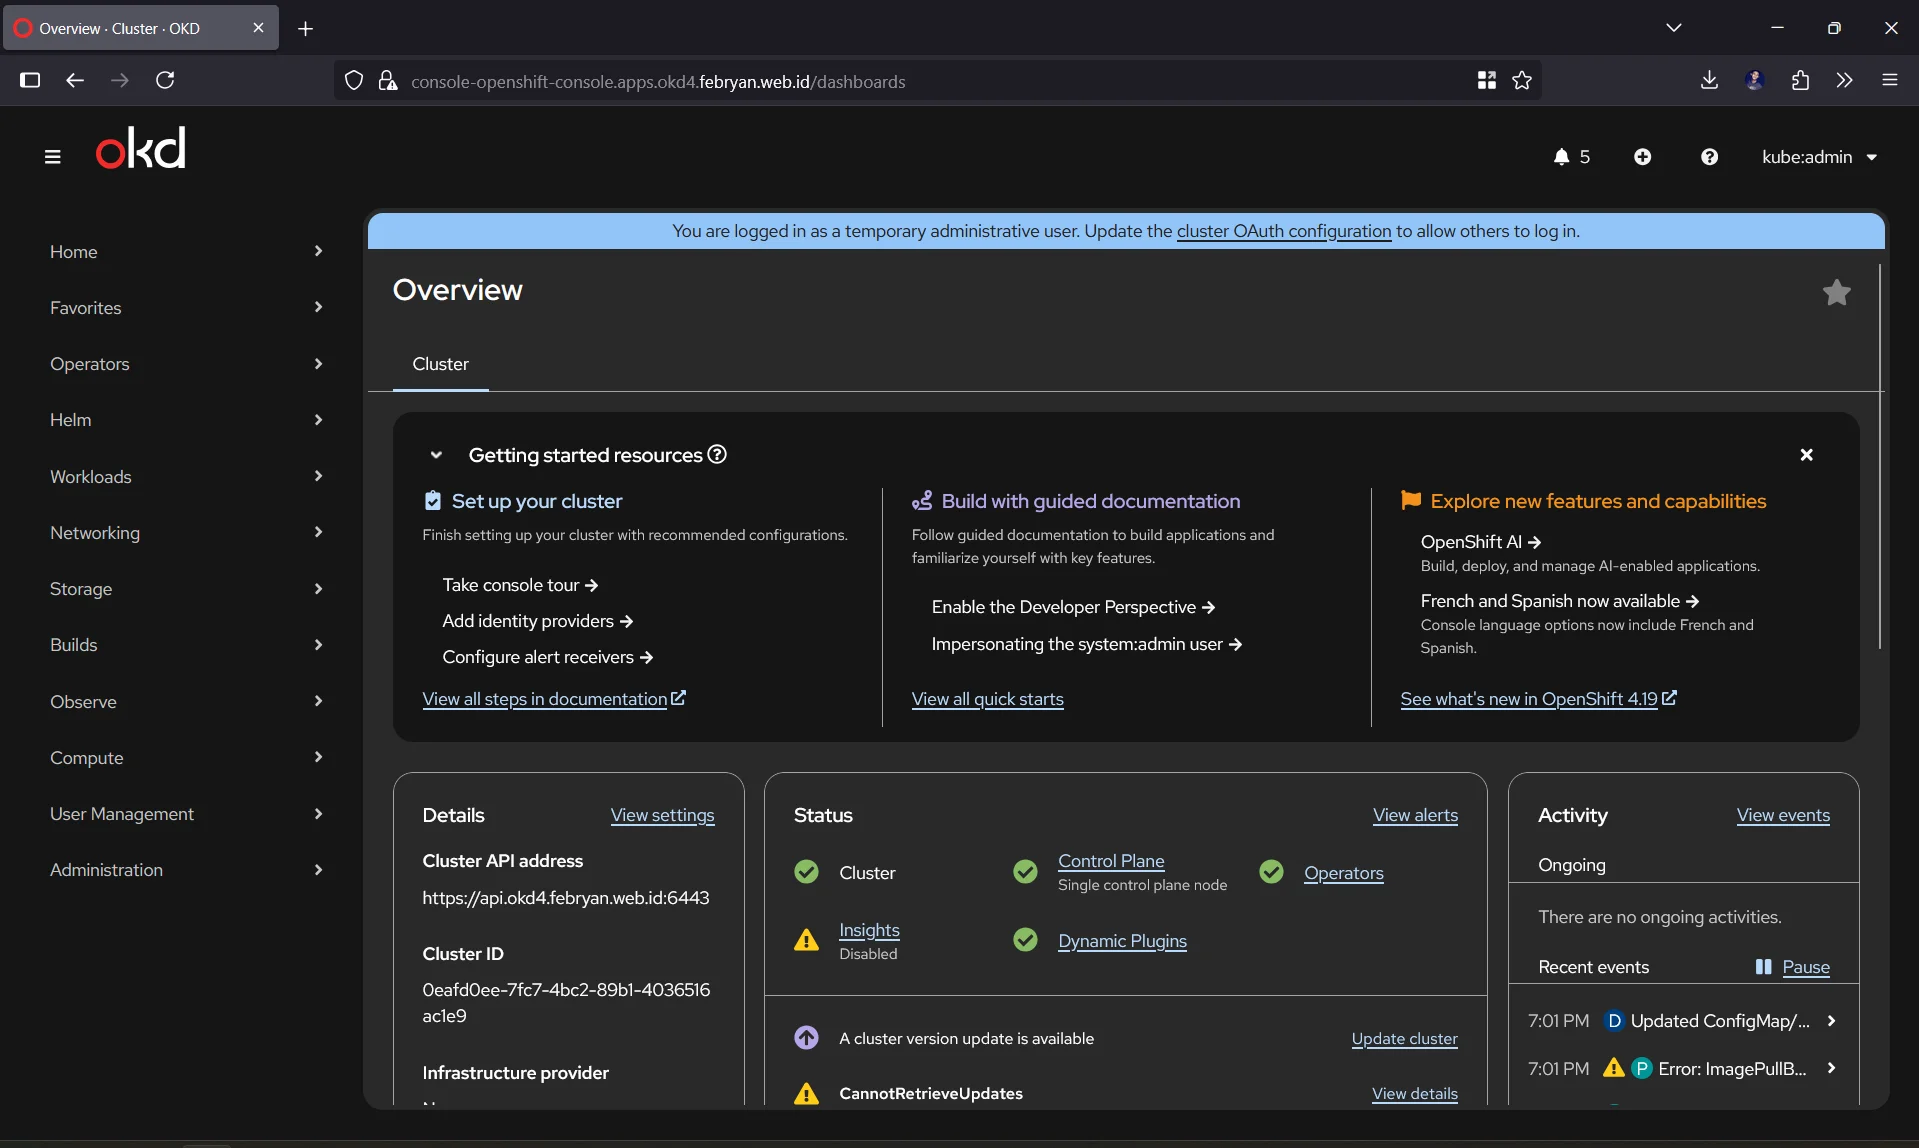 Overview · Cluster · OKD
console-openshift-console.apps.okd4.febryan.web.id/dashboards
okd
5
kube:admin
Home
Favorites
Operators
Helm
Workloads
Networking
Storage
Builds
Observe
Compute
User Management
Administration
You are logged in as a temporary administrative user. Update the cluster OAuth configuration to allow others to log in.
Overview
Cluster
Getting started resources
Set up your cluster
Finish setting up your cluster with recommended configurations.
Take console tour
Add identity providers
Configure alert receivers
View all steps in documentation
Build with guided documentation
Follow guided documentation to build applications and
familiarize yourself with key features.
Enable the Developer Perspective
Impersonating the system:admin user
View all quick starts
Explore new features and capabilities
OpenShift AI
Build, deploy, and manage AI-enabled applications.
French and Spanish now available
Console language options now include French and
Spanish.
See what's new in OpenShift 4.19
Details
View settings
Cluster API address
https://api.okd4.febryan.web.id:6443
Cluster ID
0eafd0ee-7fc7-4bc2-89b1-4036516
ac1e9
Infrastructure provider
Status
View alerts
Cluster
Control Plane
Single control plane node
Operators
Insights
Disabled
Dynamic Plugins
A cluster version update is available
Update cluster
CannotRetrieveUpdates
View details
Activity
View events
Ongoing
There are no ongoing activities.
Recent events
Pause
7:01 PM D Updated ConfigMap/...
7:01 PM P Error: ImagePullB...